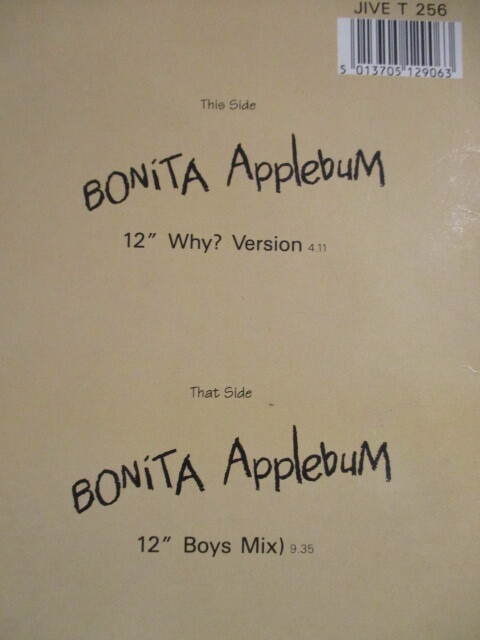 JIVE T 256
5 013705 129063
This Side
BONiTA ApplebuM
12" Why? Version 4.11
That Side
BONiTA ApplebuM
12" Boys Mix) 9.35